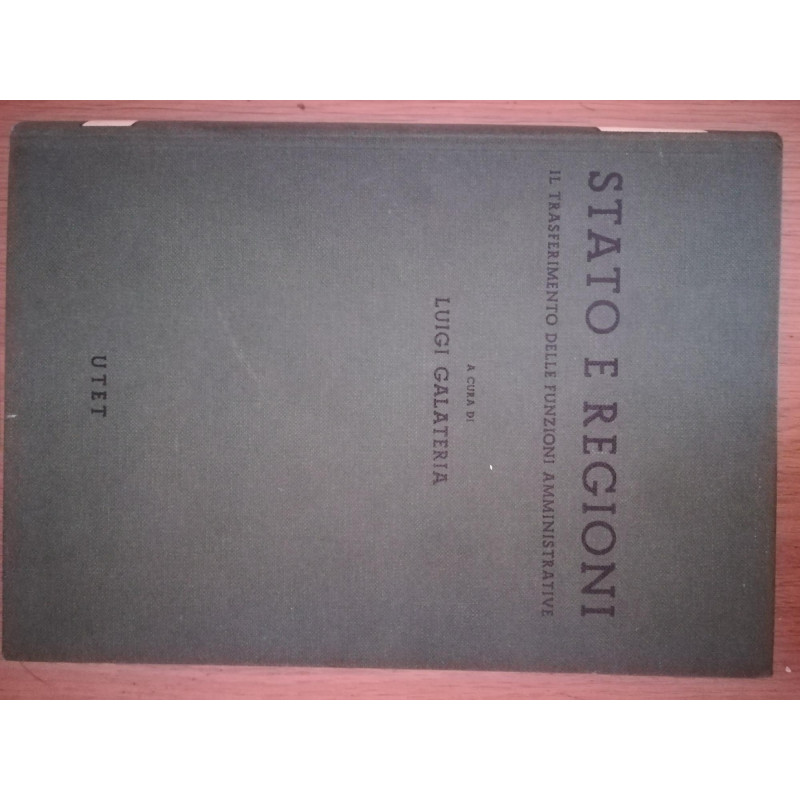 STATO E REGIONI
IL TRASFERIMENTO DELLE FUNZIONI AMMINISTRATIVE
A CURA DI
LUIGI GALATERIA
UTET